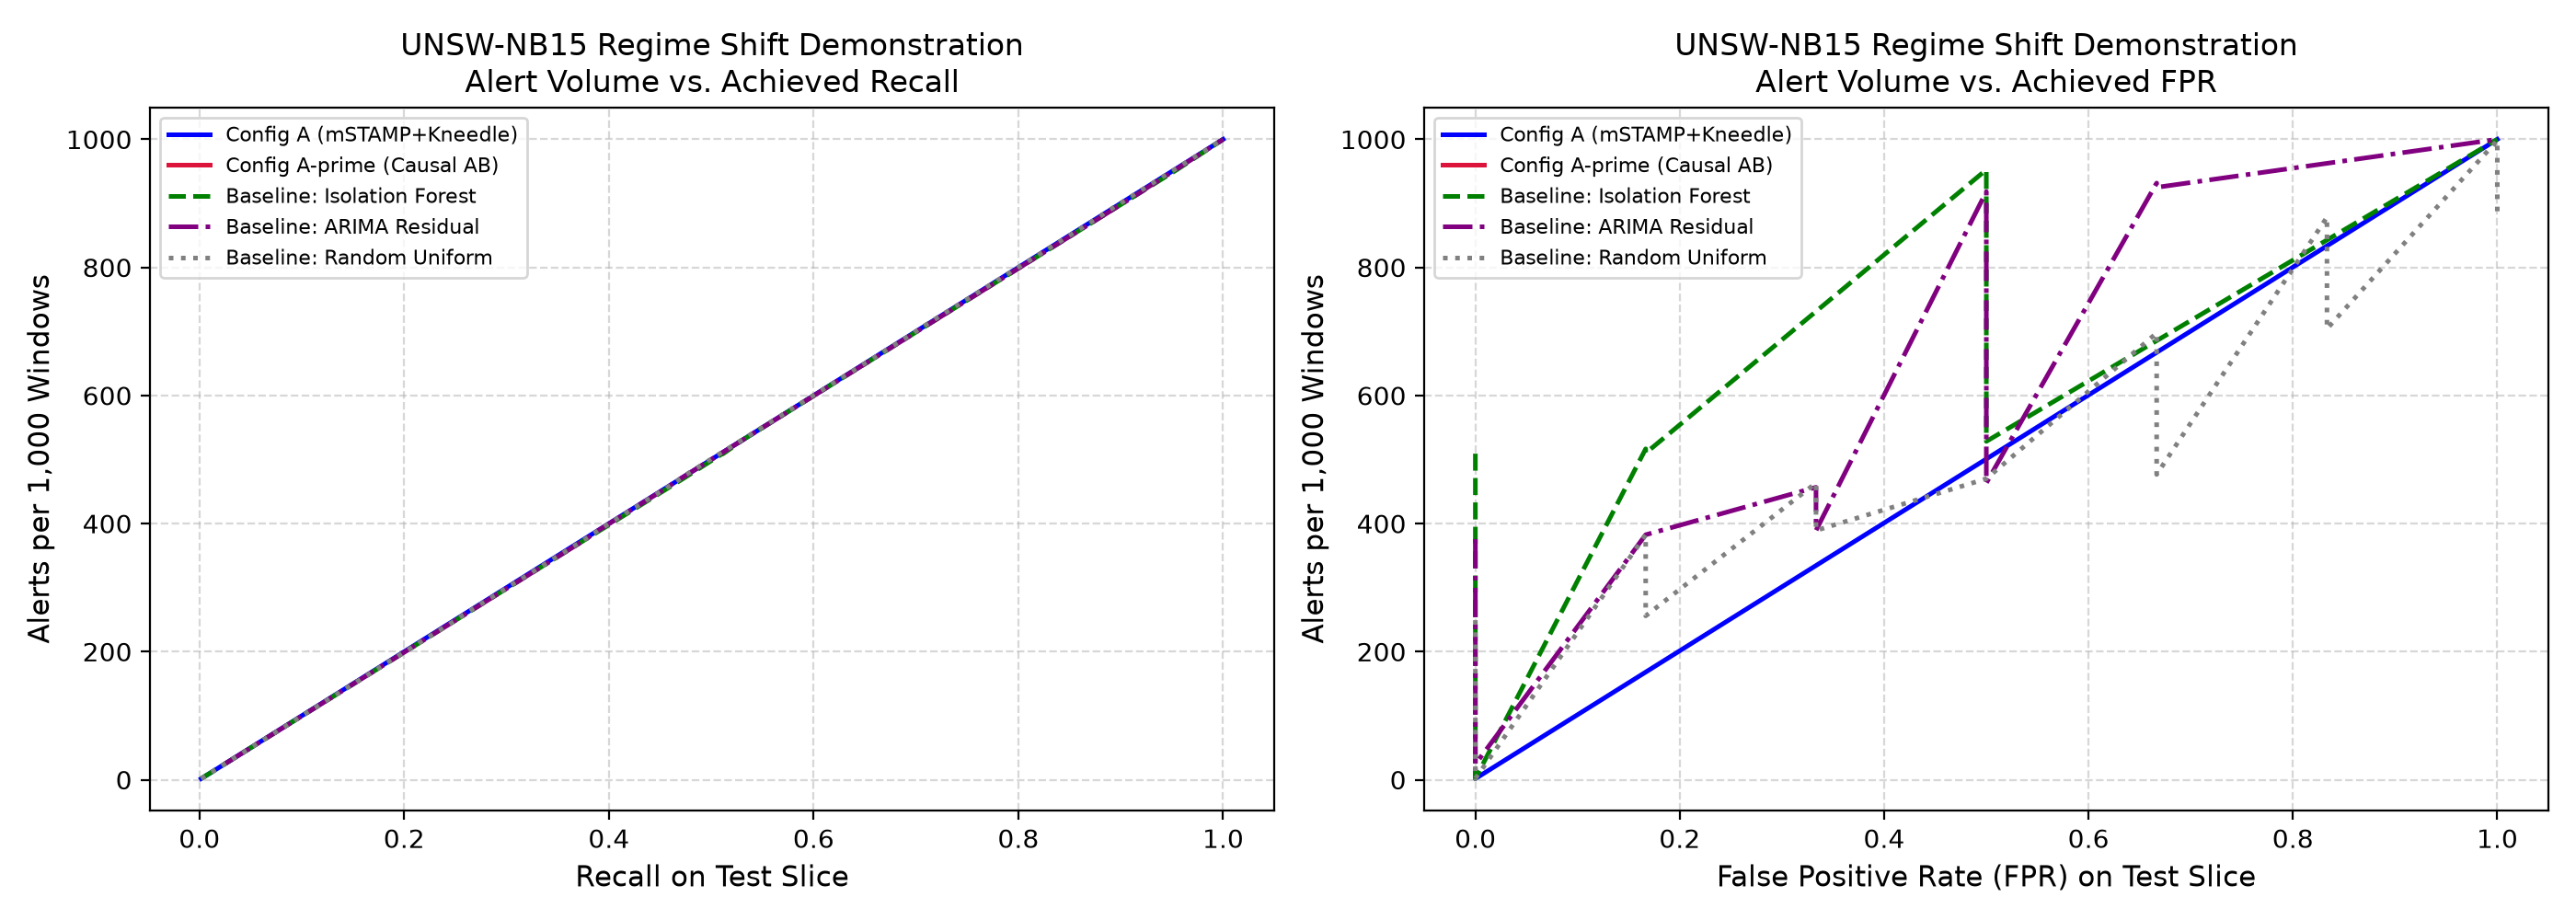 UNSW-NB15 Regime Shift Demonstration
Alert Volume vs. Achieved Recall
Config A (mSTAMP+Kneedle)
Config A-prime (Causal AB)
Baseline: Isolation Forest
Baseline: ARIMA Residual
Baseline: Random Uniform
Alerts per 1,000 Windows
1000
800
600
400
200
0
0.0 0.2 0.4 0.6 0.8 1.0
Recall on Test Slice
UNSW-NB15 Regime Shift Demonstration
Alert Volume vs. Achieved FPR
Config A (mSTAMP+Kneedle)
Config A-prime (Causal AB)
Baseline: Isolation Forest
Baseline: ARIMA Residual
Baseline: Random Uniform
Alerts per 1,000 Windows
1000
800
600
400
200
0
0.0 0.2 0.4 0.6 0.8 1.0
False Positive Rate (FPR) on Test Slice